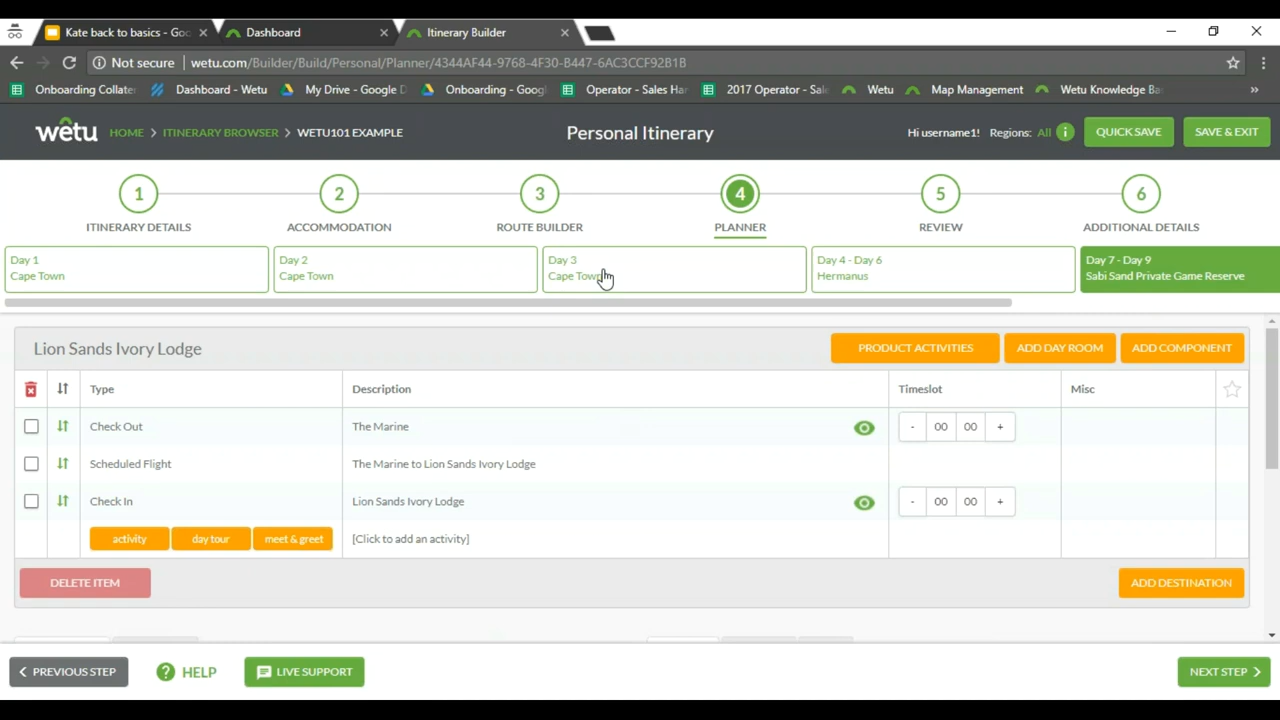 Kate back to basics - Goo
Dashboard
Itinerary Builder
Not secure | wetu.com/Builder/Build/Personal/Planner/4344AF44-9768-4F30-B447-6AC3CCF92B1B
Onboarding Collate Dashboard - Wetu My Drive - Google D Onboarding - Googl Operator - Sales Han 2017 Operator - Sale Wetu Map Management Wetu Knowledge Ba »
wetu HOME > ITINERARY BROWSER > WETU101 EXAMPLE
Personal Itinerary
Hi username1! Regions: All i QUICK SAVE SAVE & EXIT
1 2 3 4 5 6
ITINERARY DETAILS ACCOMMODATION ROUTE BUILDER PLANNER REVIEW ADDITIONAL DETAILS
Day 1 Day 2 Day 3 Day 4 - Day 6 Day 7 - Day 9
Cape Town Cape Town Cape Town Hermanus Sabi Sand Private Game Reserve
Lion Sands Ivory Lodge PRODUCT ACTIVITIES ADD DAY ROOM ADD COMPONENT
Type Description Timeslot Misc
Check Out The Marine - 00 00 +
Scheduled Flight The Marine to Lion Sands Ivory Lodge
Check In Lion Sands Ivory Lodge - 00 00 +
activity day tour meet & greet [Click to add an activity]
DELETE ITEM ADD DESTINATION
< PREVIOUS STEP ? HELP LIVE SUPPORT NEXT STEP >